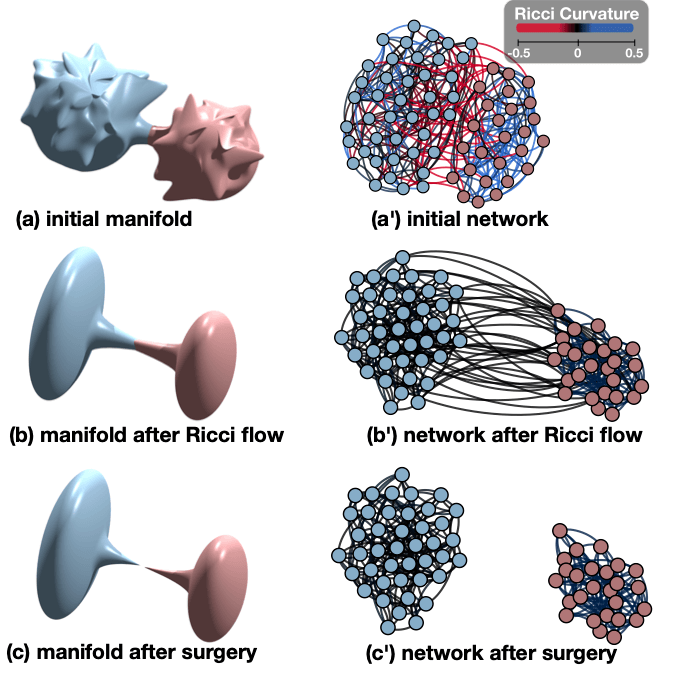 Ricci Curvature
-0.5 0 0.5
(a) initial manifold
(a') initial network
(b) manifold after Ricci flow
(b') network after Ricci flow
(c) manifold after surgery
(c') network after surgery